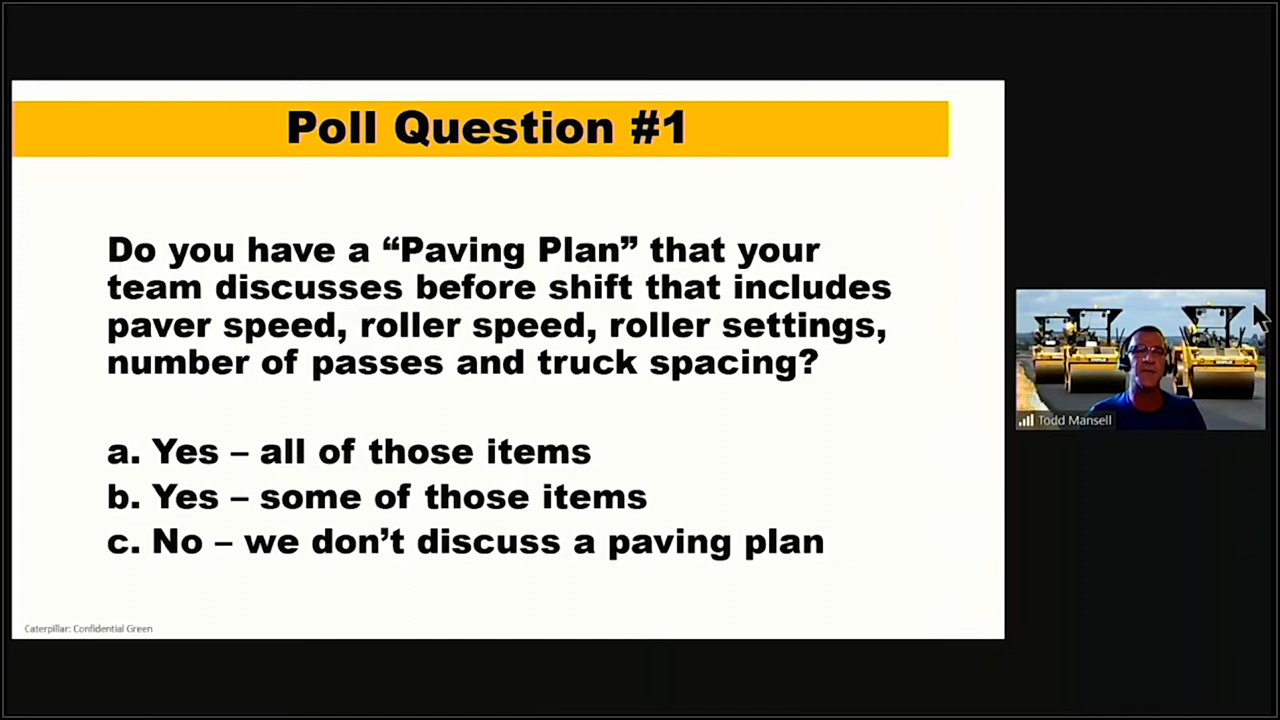 Poll Question #1
Do you have a “Paving Plan” that your
team discusses before shift that includes
paver speed, roller speed, roller settings,
number of passes and truck spacing?
a. Yes – all of those items
b. Yes – some of those items
c. No – we don’t discuss a paving plan
Caterpillar: Confidential Green
Todd Mansell